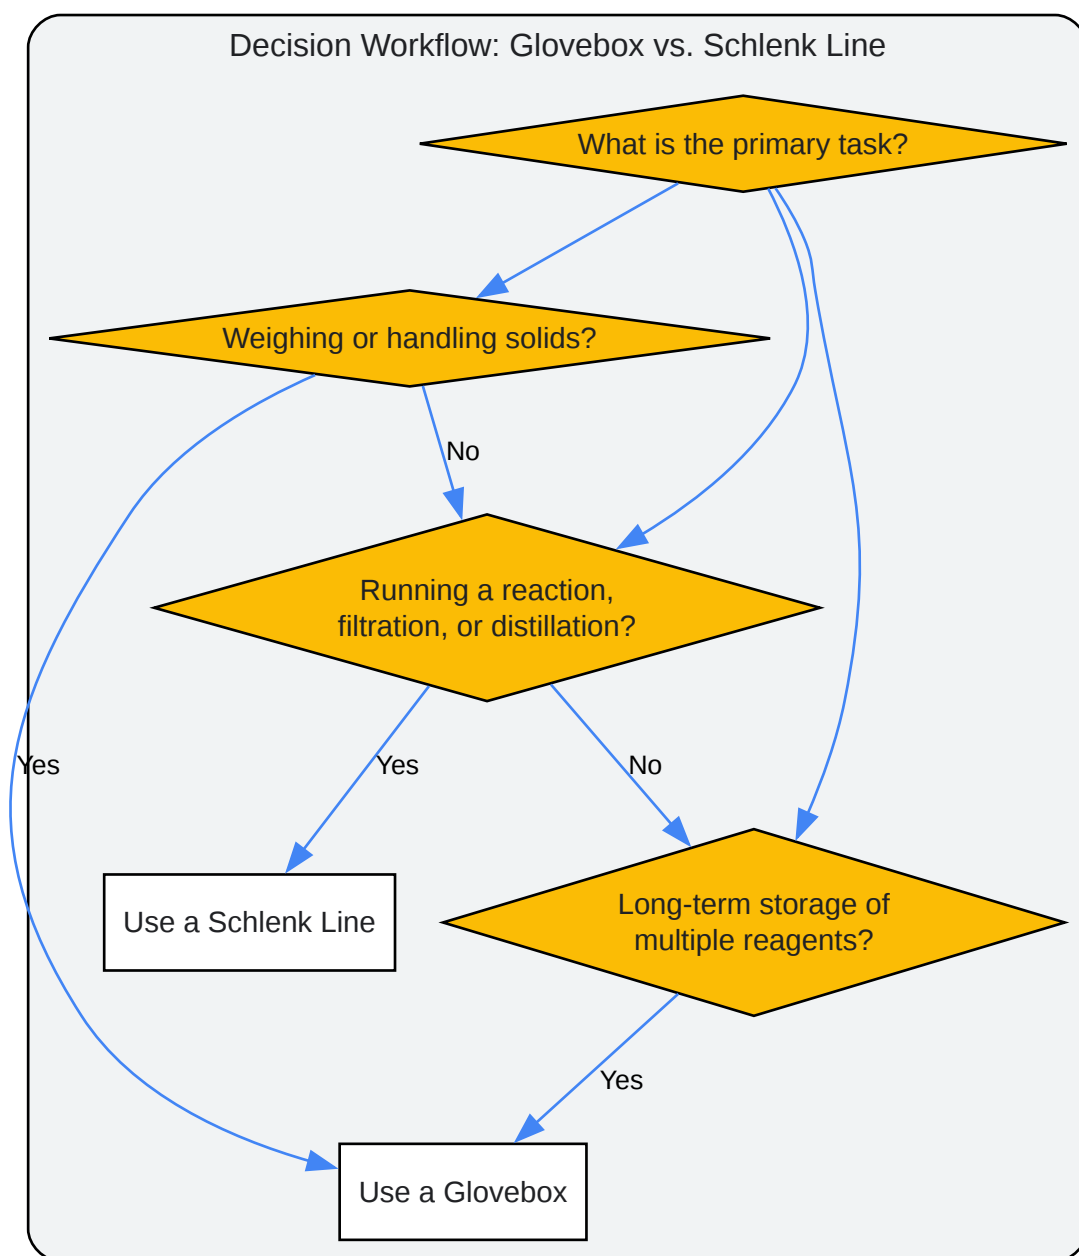 Decision Workflow: Glovebox vs. Schlenk Line
What is the primary task?
Weighing or handling solids?
No
Running a reaction,
filtration, or distillation?
Yes
Yes
No
Long-term storage of
multiple reagents?
Use a Schlenk Line
Yes
Use a Glovebox